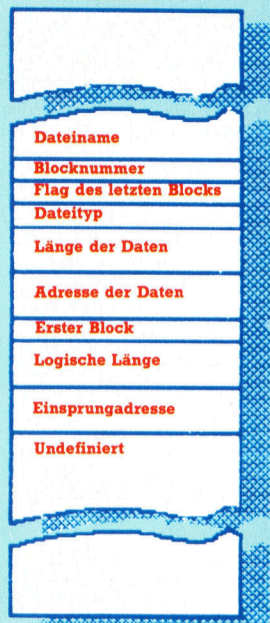 Dateiname
Blocknummer
Flag des letzten Blocks
Dateityp
Länge der Daten
Adresse der Daten
Erster Block
Logische Länge
Einsprungadresse
Undefiniert